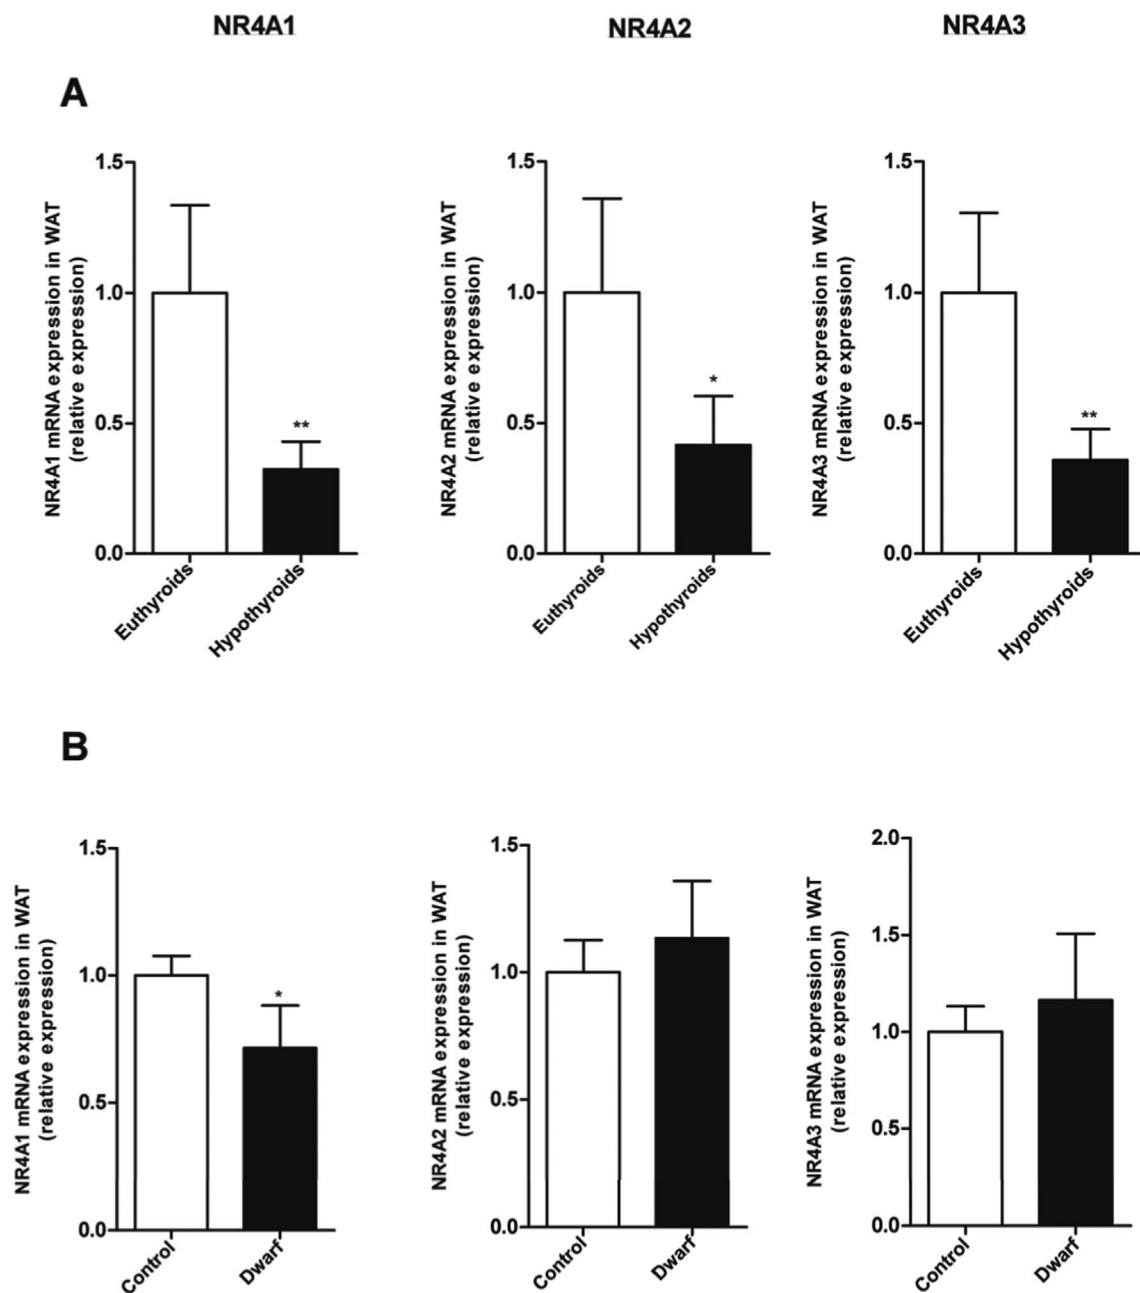 NR4A1
NR4A2
NR4A3
A
NR4A1 mRNA expression in WAT
(relative expression)
1.5
1.0
0.5
0.0
**
Euthyroids
Hypothyroids
NR4A2 mRNA expression in WAT
(relative expression)
1.5
1.0
0.5
0.0
*
Euthyroids
Hypothyroids
NR4A3 mRNA expression in WAT
(relative expression)
1.5
1.0
0.5
0.0
**
Euthyroids
Hypothyroids
B
NR4A1 mRNA expression in WAT
(relative expression)
1.5
1.0
0.5
0.0
*
Control
Dwarf
NR4A2 mRNA expression in WAT
(relative expression)
1.5
1.0
0.5
0.0
Control
Dwarf
NR4A3 mRNA expression in WAT
(relative expression)
2.0
1.5
1.0
0.5
0.0
Control
Dwarf